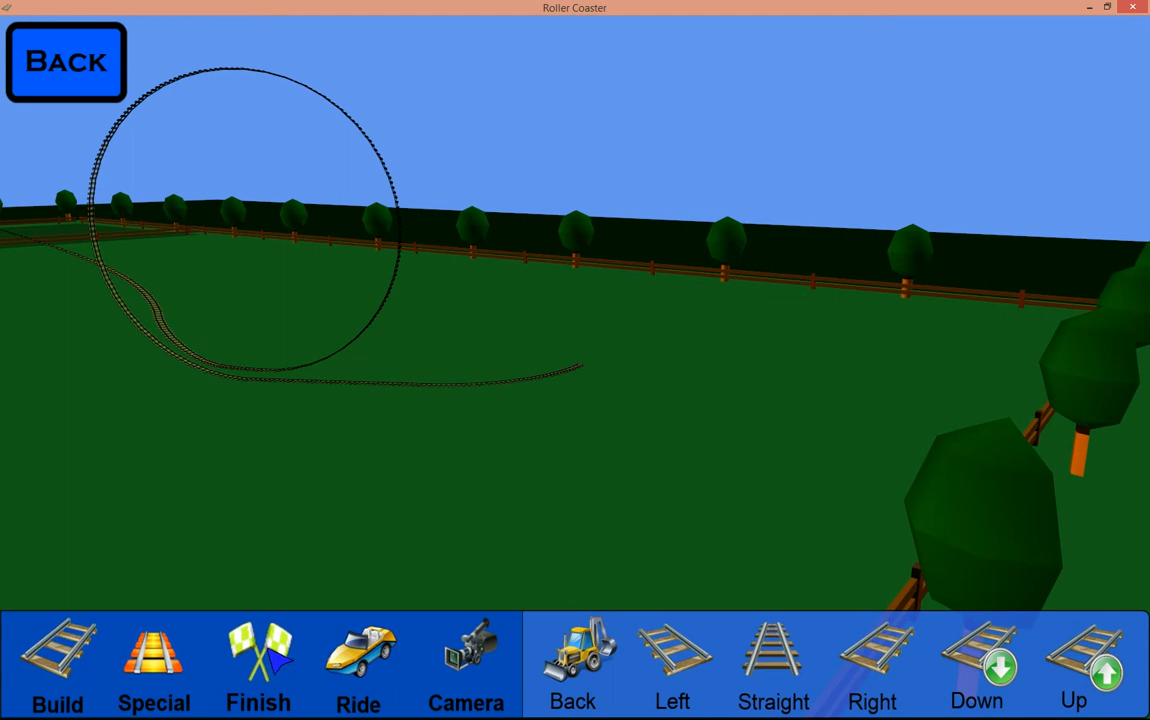 Roller Coaster
BACK
Build Special Finish Ride Camera Back Left Straight Right Down Up